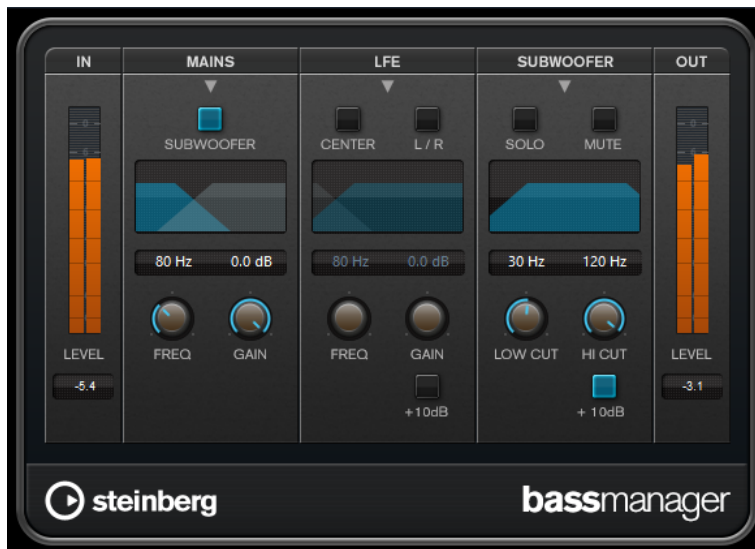 IN MAINS LFE SUBWOOFER OUT
SUBWOOFER CENTER L / R SOLO MUTE
80 Hz 0.0 dB 80 Hz 0.0 dB 30 Hz 120 Hz
LEVEL FREQ GAIN FREQ GAIN LOW CUT HI CUT LEVEL
-5.4 -3.1
+10dB + 10dB
steinberg bassmanager